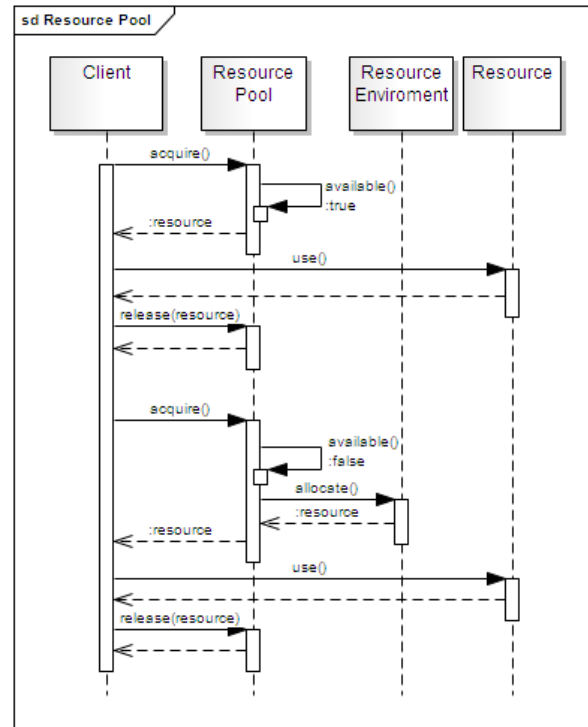 sd Resource Pool
Client
Resource
Pool
Resource
Enviroment
Resource
acquire()
available()
:true
:resource
use()
release(resource)
acquire()
available()
:false
allocate()
:resource
:resource
use()
release(resource)